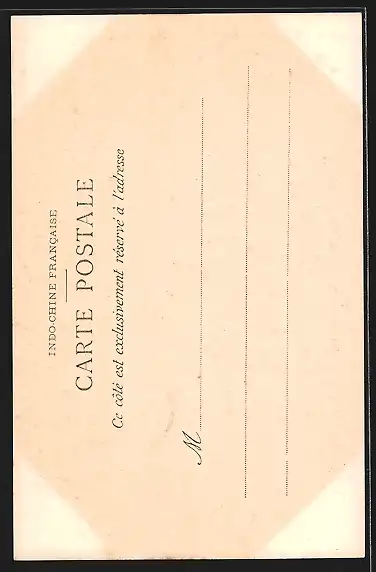 INDO-CHINE FRANÇAISE
CARTE POSTALE
Ce côté est exclusivement réservé à l'adresse
M